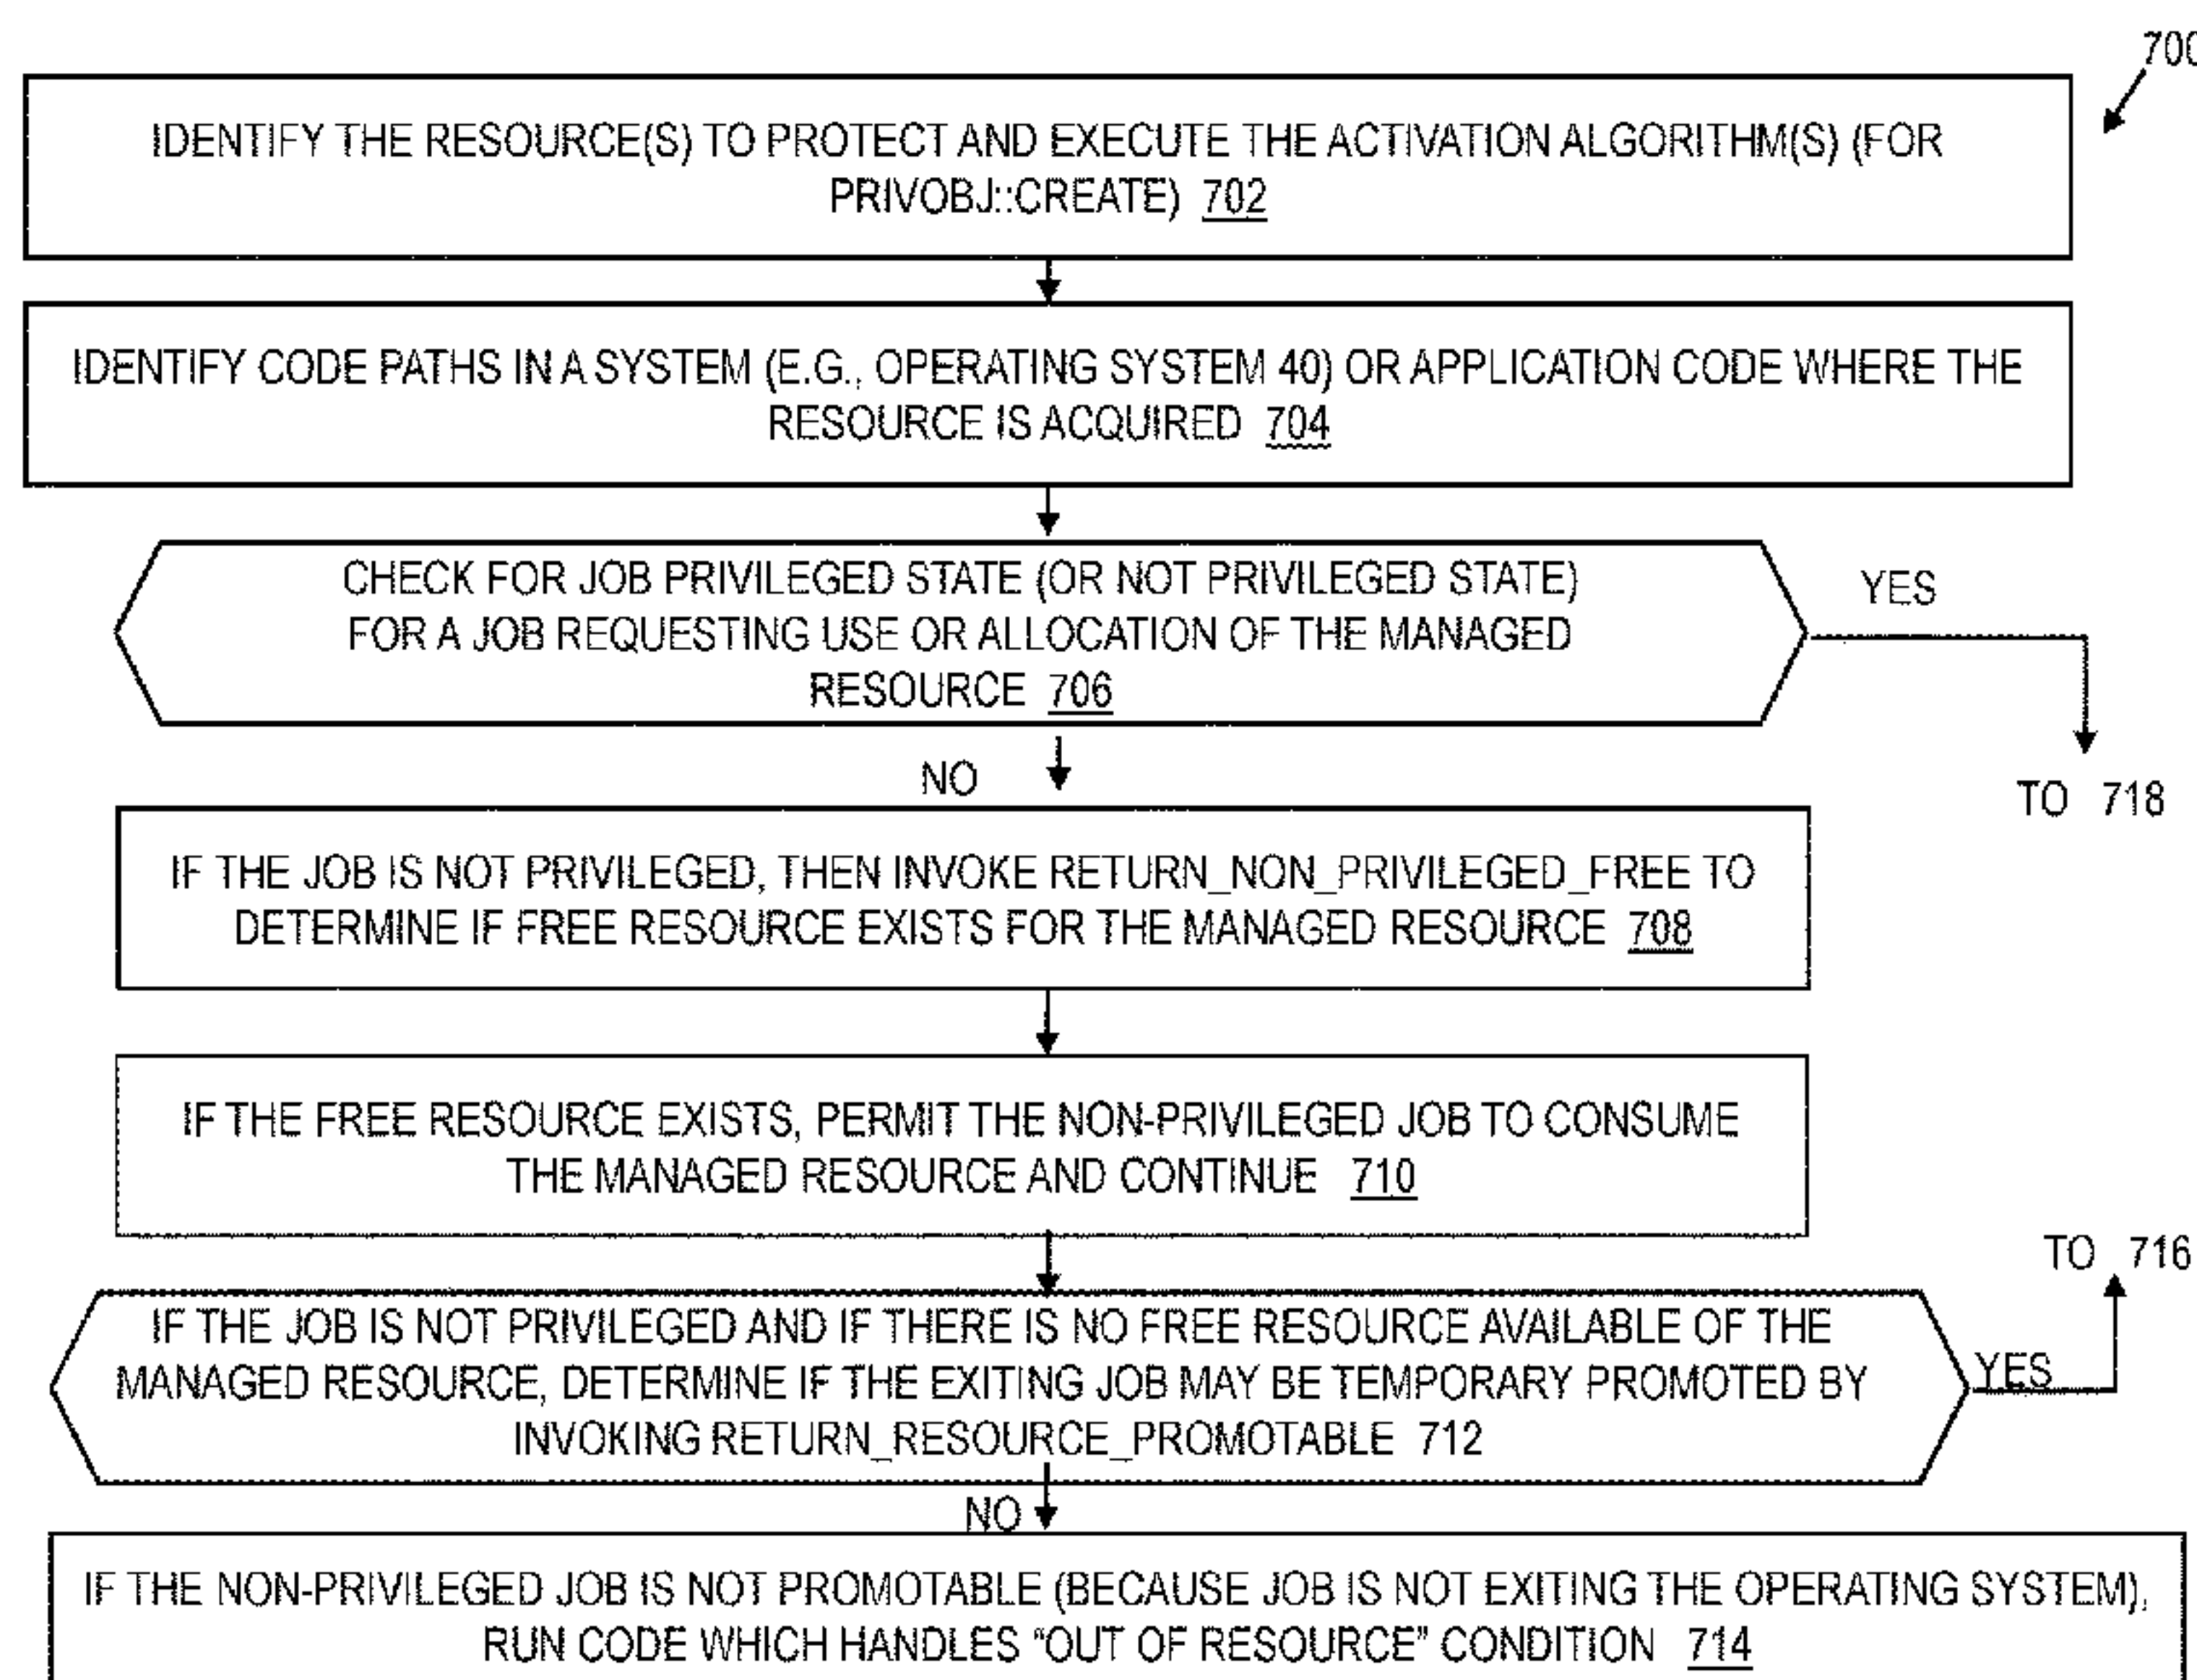 700
IDENTIFY THE RESOURCE(S) TO PROTECT AND EXECUTE THE ACTIVATION ALGORITHM(S) (FOR
PRIVOBJ::CREATE) 702
IDENTIFY CODE PATHS IN A SYSTEM (E.G., OPERATING SYSTEM 40) OR APPLICATION CODE WHERE THE
RESOURCE IS ACQUIRED 704
CHECK FOR JOB PRIVILEGED STATE (OR NOT PRIVILEGED STATE)
FOR A JOB REQUESTING USE OR ALLOCATION OF THE MANAGED
RESOURCE 706
YES
NO
TO 718
IF THE JOB IS NOT PRIVILEGED, THEN INVOKE RETURN_NON_PRIVILEGED_FREE TO
DETERMINE IF FREE RESOURCE EXISTS FOR THE MANAGED RESOURCE 708
IF THE FREE RESOURCE EXISTS, PERMIT THE NON-PRIVILEGED JOB TO CONSUME
THE MANAGED RESOURCE AND CONTINUE 710
TO 716
IF THE JOB IS NOT PRIVILEGED AND IF THERE IS NO FREE RESOURCE AVAILABLE OF THE
MANAGED RESOURCE, DETERMINE IF THE EXITING JOB MAY BE TEMPORARY PROMOTED BY
INVOKING RETURN_RESOURCE_PROMOTABLE 712
YES
NO
IF THE NON-PRIVILEGED JOB IS NOT PROMOTABLE (BECAUSE JOB IS NOT EXITING THE OPERATING SYSTEM),
RUN CODE WHICH HANDLES “OUT OF RESOURCE” CONDITION 714